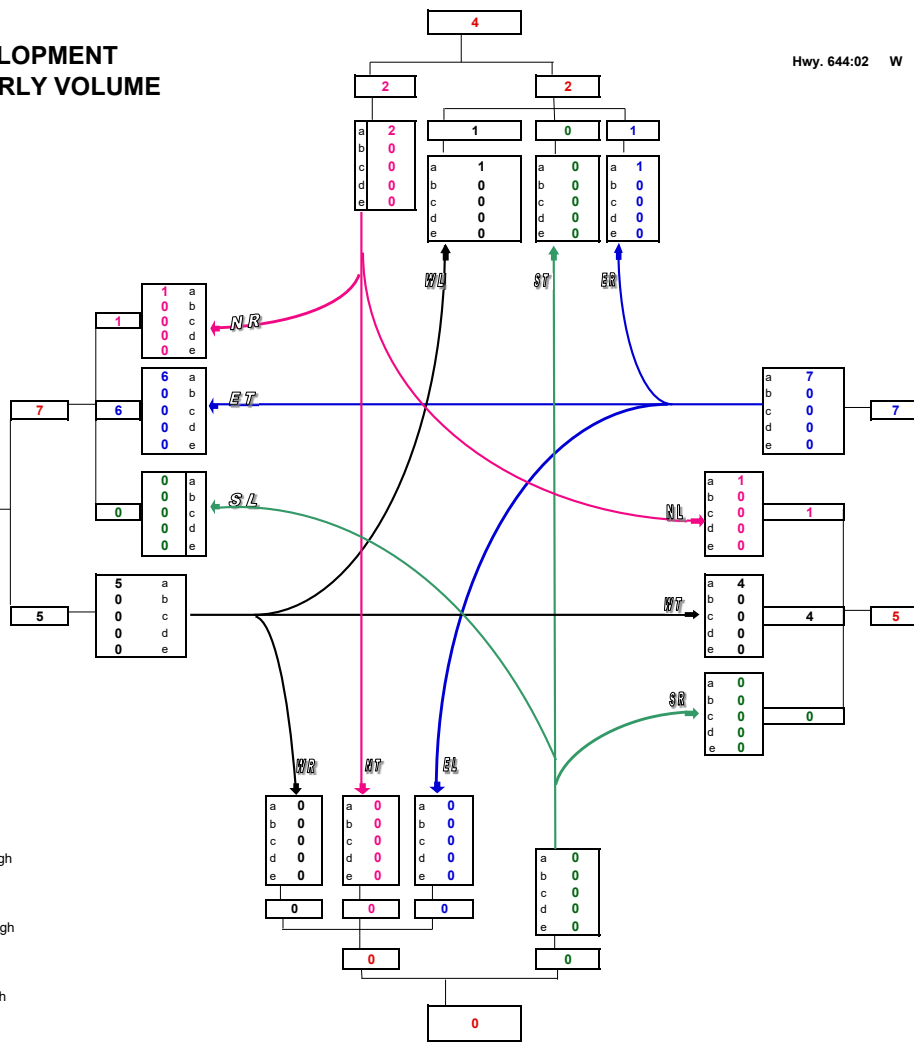 4
LOPMENT
RLY VOLUME
Hwy. 644:02 W
2 2
1 0 1
a 2
b 0
c 0
d 0
e 0
a 1
b 0
c 0
d 0
e 0
a 0
b 0
c 0
d 0
e 0
a 1
b 0
c 0
d 0
e 0
WL ST ER
1 a
0 b
0 c
0 d
0 e
1
NR
6 a
0 b
0 c
0 d
0 e
7 6
ET
a 7
b 0
c 0
d 0
e 0
7
0 a
0 b
0 c
0 d
0 e
0
SL
a 1
b 0
c 0
d 0
e 0
NL
1
5 a
0 b
0 c
0 d
0 e
5
a 4
b 0
c 0
d 0
e 0
WT
4 5
a 0
b 0
c 0
d 0
e 0
SR
0
WR NT EL
a 0
b 0
c 0
d 0
e 0
a 0
b 0
c 0
d 0
e 0
a 0
b 0
c 0
d 0
e 0
a 0
b 0
c 0
d 0
e 0
gh
gh
h
0 0 0
0 0
0